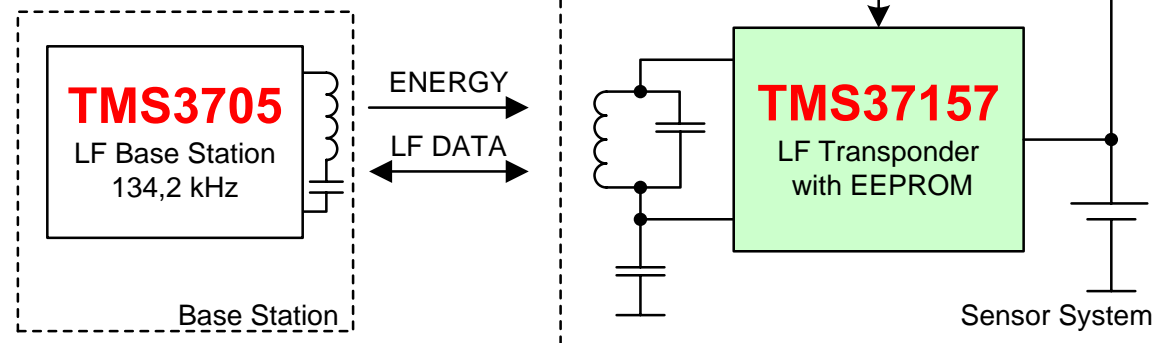 TMS3705
LF Base Station
134,2 kHz
Base Station
ENERGY
LF DATA
TMS37157
LF Transponder
with EEPROM
Sensor System